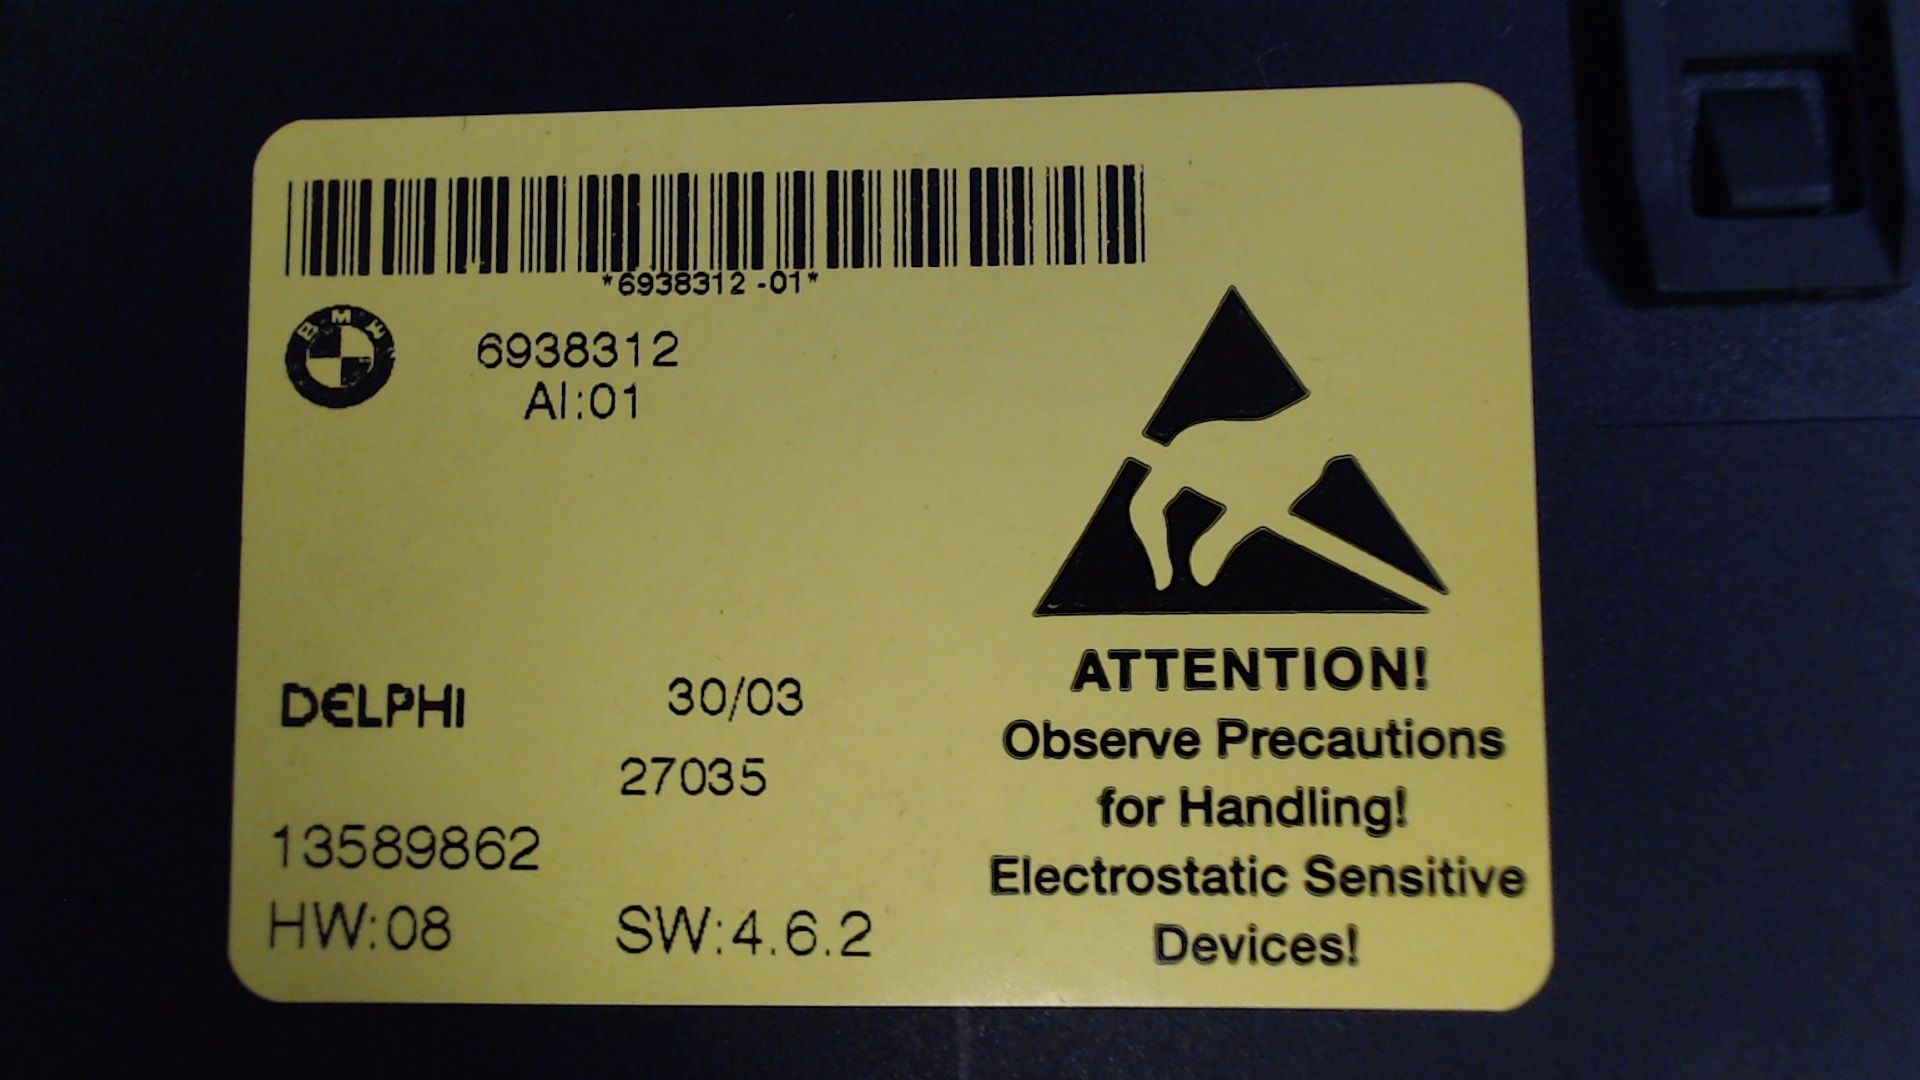 *6938312 -01*
BMW
6938312
AI:01
DELPHI 30/03
27035
13589862
HW:08 SW:4.6.2
ATTENTION!
Observe Precautions
for Handling!
Electrostatic Sensitive
Devices!